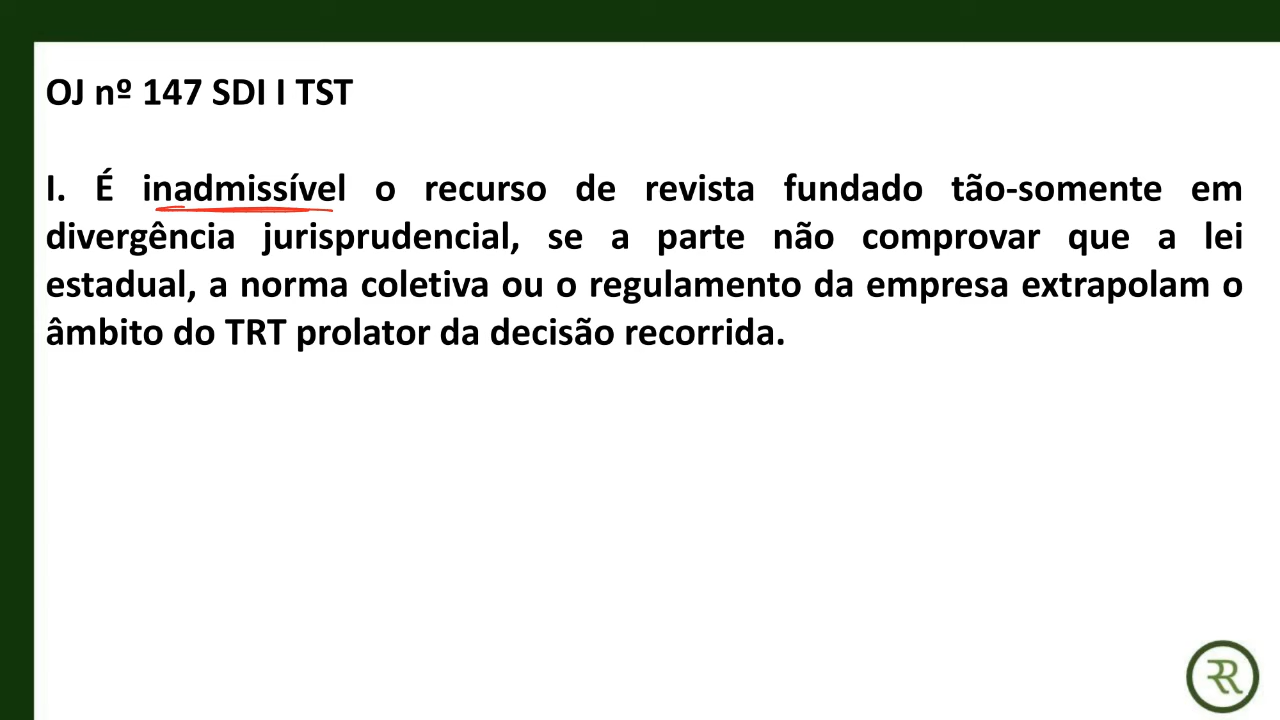 OJ nº 147 SDI I TST
I. É inadmissível o recurso de revista fundado tão-somente em
divergência jurisprudencial, se a parte não comprovar que a lei
estadual, a norma coletiva ou o regulamento da empresa extrapolam o
âmbito do TRT prolator da decisão recorrida.
RR